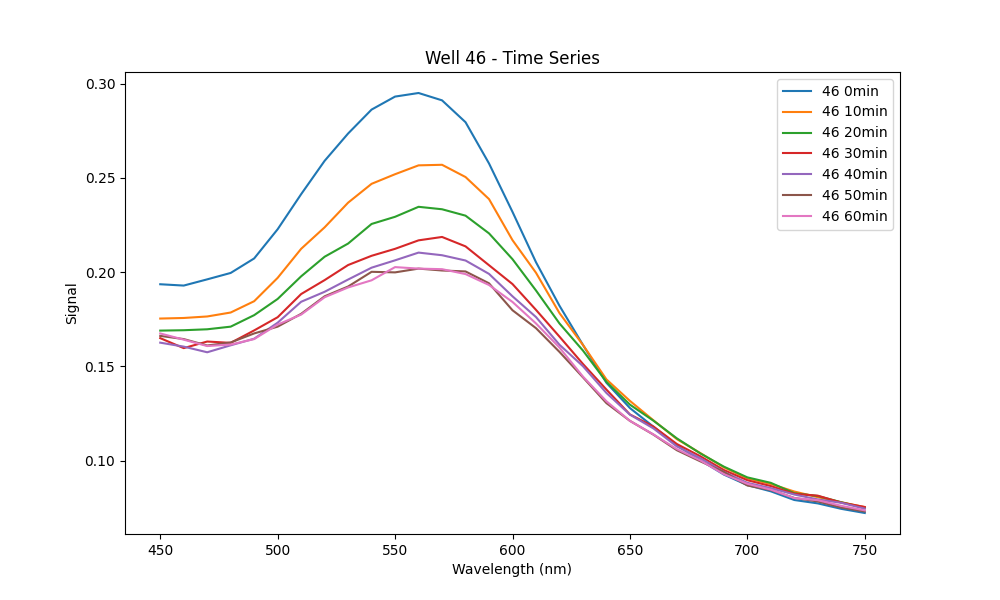 Well 46 - Time Series
0.30
0.25
0.20
0.15
0.10
Signal
450 500 550 600 650 700 750
Wavelength (nm)
46 0min
46 10min
46 20min
46 30min
46 40min
46 50min
46 60min